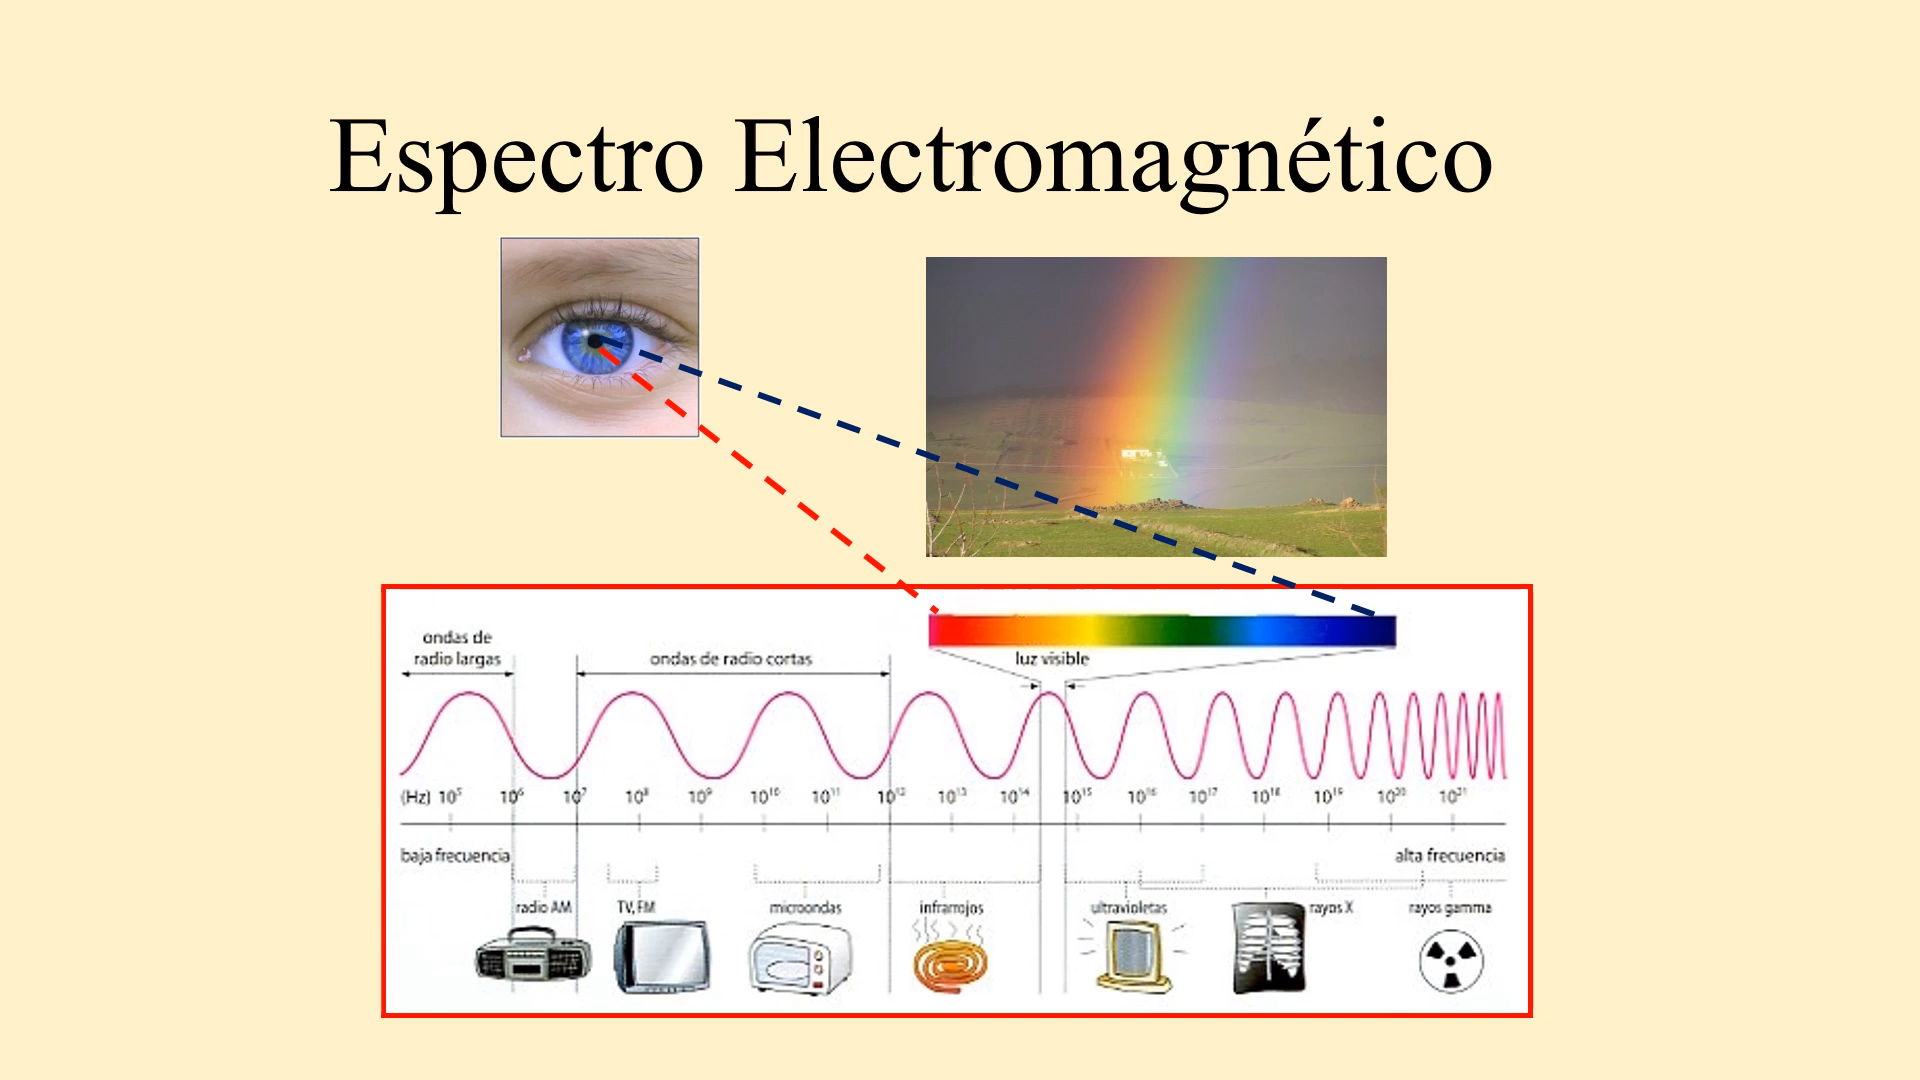 Espectro Electromagnético
ondas de
radio largas
ondas de radio cortas
luz visible
(Hz) 10⁵ 10⁶ 10⁷ 10⁸ 10⁹ 10¹⁰ 10¹¹ 10¹² 10¹³ 10¹⁴ 10¹⁵ 10¹⁶ 10¹⁷ 10¹⁸ 10¹⁹ 10²⁰ 10²¹
baja frecuencia
alta frecuencia
radio AM TV, FM microondas infrarrojos ultravioletas rayos X rayos gamma